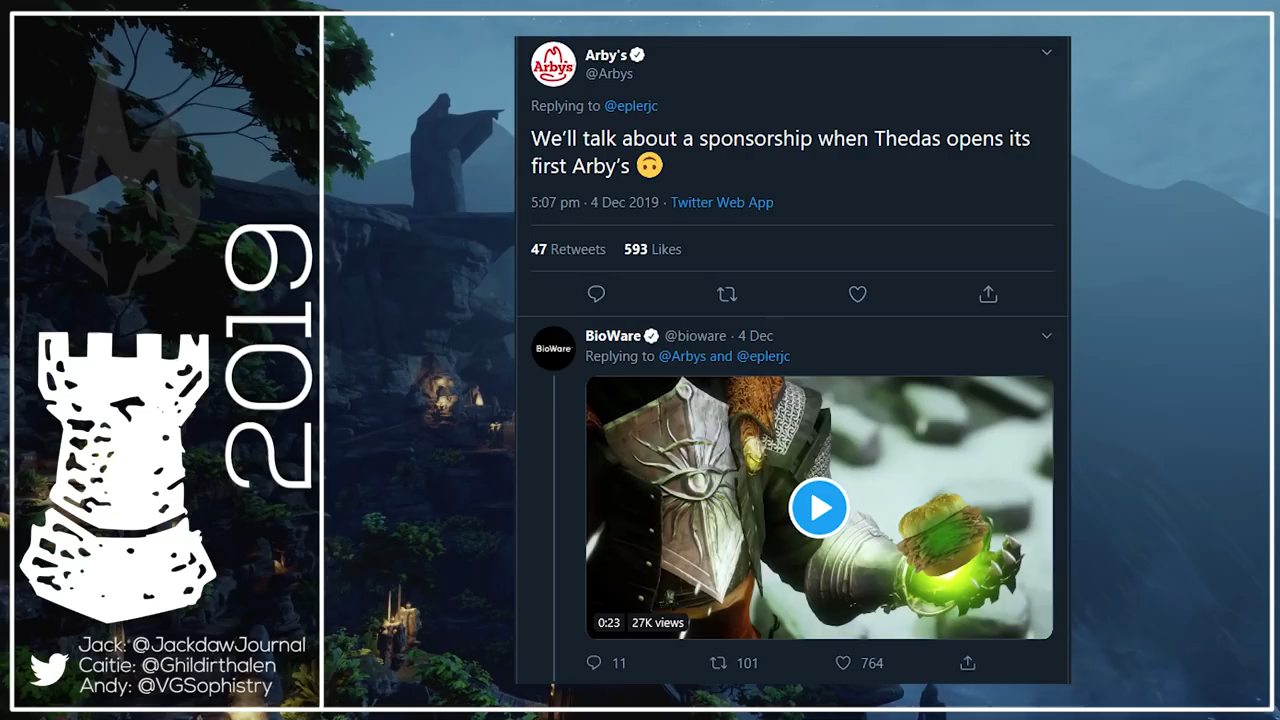 2019
Jack: @JackdawJournal
Caitie: @Ghildirthalen
Andy: @VGSophistry
Arby's
Arby's
@Arbys
Replying to @eplerjc
We’ll talk about a sponsorship when Thedas opens its
first Arby’s 🙃
5:07 pm · 4 Dec 2019 · Twitter Web App
47 Retweets 593 Likes
BioWare
BioWare @bioware · 4 Dec
Replying to @Arbys and @eplerjc
0:23 27K views
11 101 764